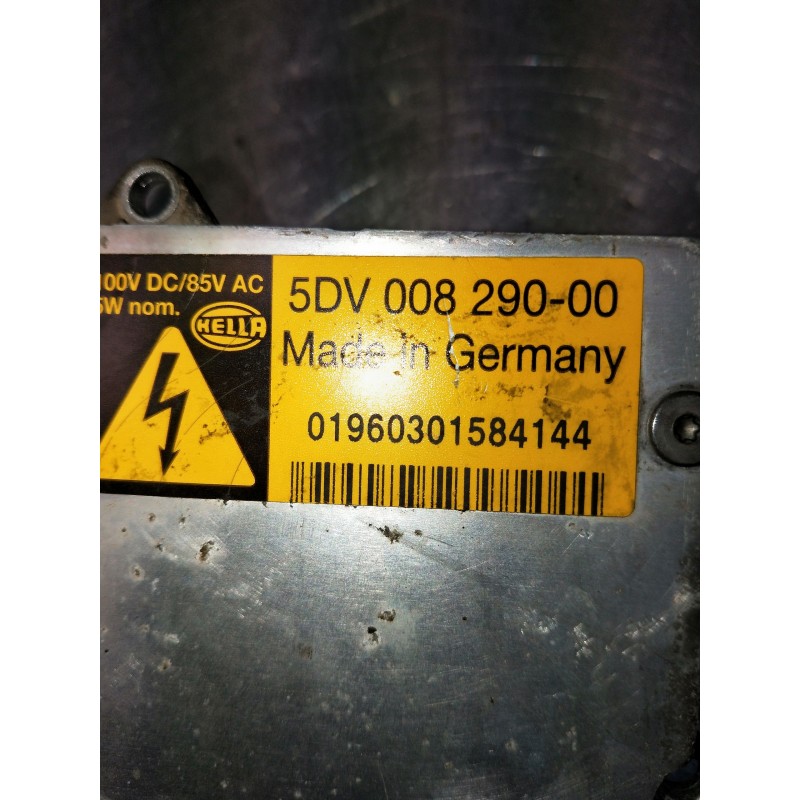 100V DC/85V AC
5W nom.
HELLA
5DV 008 290-00
Made in Germany
01960301584144